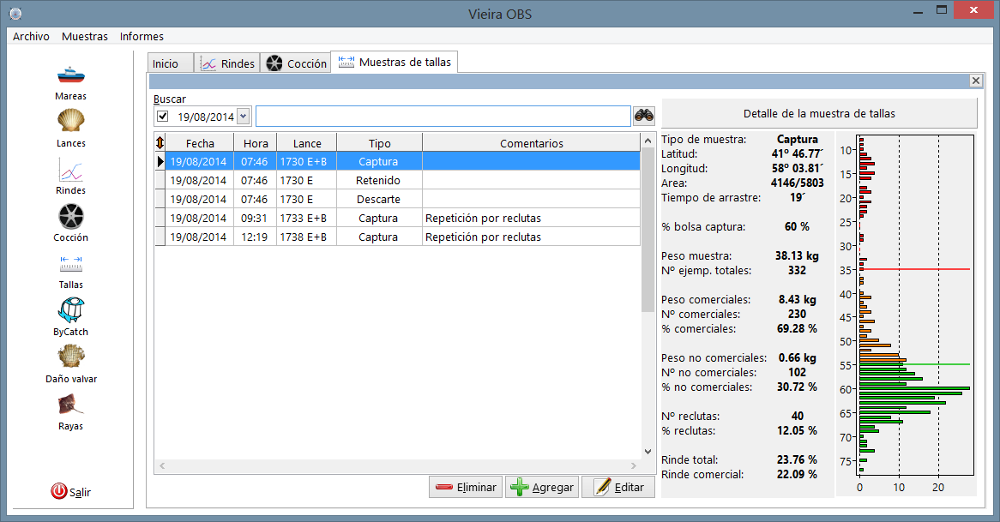 Vieira OBS
Archivo Muestras Informes
Mareas
Lances
Rindes
Cocción
Tallas
ByCatch
Daño valvar
Rayas
Salir
Inicio Rindes Cocción Muestras de tallas
Buscar
19/08/2014
Fecha Hora Lance Tipo Comentarios
19/08/2014 07:46 1730 E+B Captura
19/08/2014 07:46 1730 E Retenido
19/08/2014 07:46 1730 E Descarte
19/08/2014 09:31 1733 E+B Captura Repetición por reclutas
19/08/2014 12:19 1738 E+B Captura Repetición por reclutas
Eliminar Agregar Editar
Detalle de la muestra de tallas
Tipo de muestra: Captura
Latitud: 41º 46.77´
Longitud: 58º 03.81´
Area: 4146/5803
Tiempo de arrastre: 19´
% bolsa captura: 60 %
Peso muestra: 38.13 kg
Nº ejemp. totales: 332
Peso comerciales: 8.43 kg
Nº comerciales: 230
% comerciales: 69.28 %
Peso no comerciales: 0.66 kg
Nº no comerciales: 102
% no comerciales: 30.72 %
Nº reclutas: 40
% reclutas: 12.05 %
Rinde total: 23.76 %
Rinde comercial: 22.09 %
10
15
20
25
30
35
40
45
50
55
60
65
70
75
0 10 20